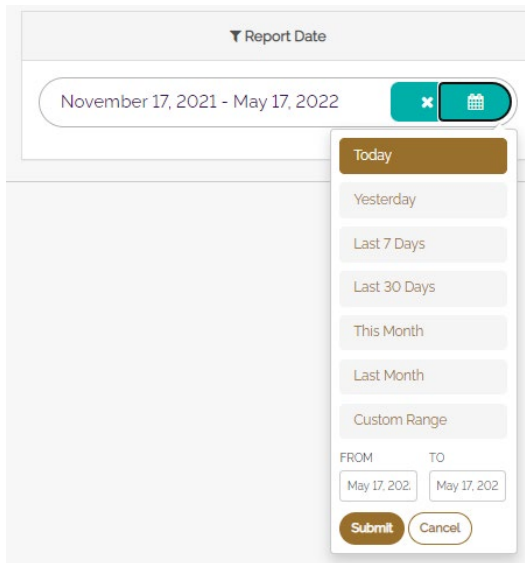 Report Date
November 17, 2021 - May 17, 2022
Today
Yesterday
Last 7 Days
Last 30 Days
This Month
Last Month
Custom Range
FROM TO
May 17, 202 May 17, 202
Submit Cancel